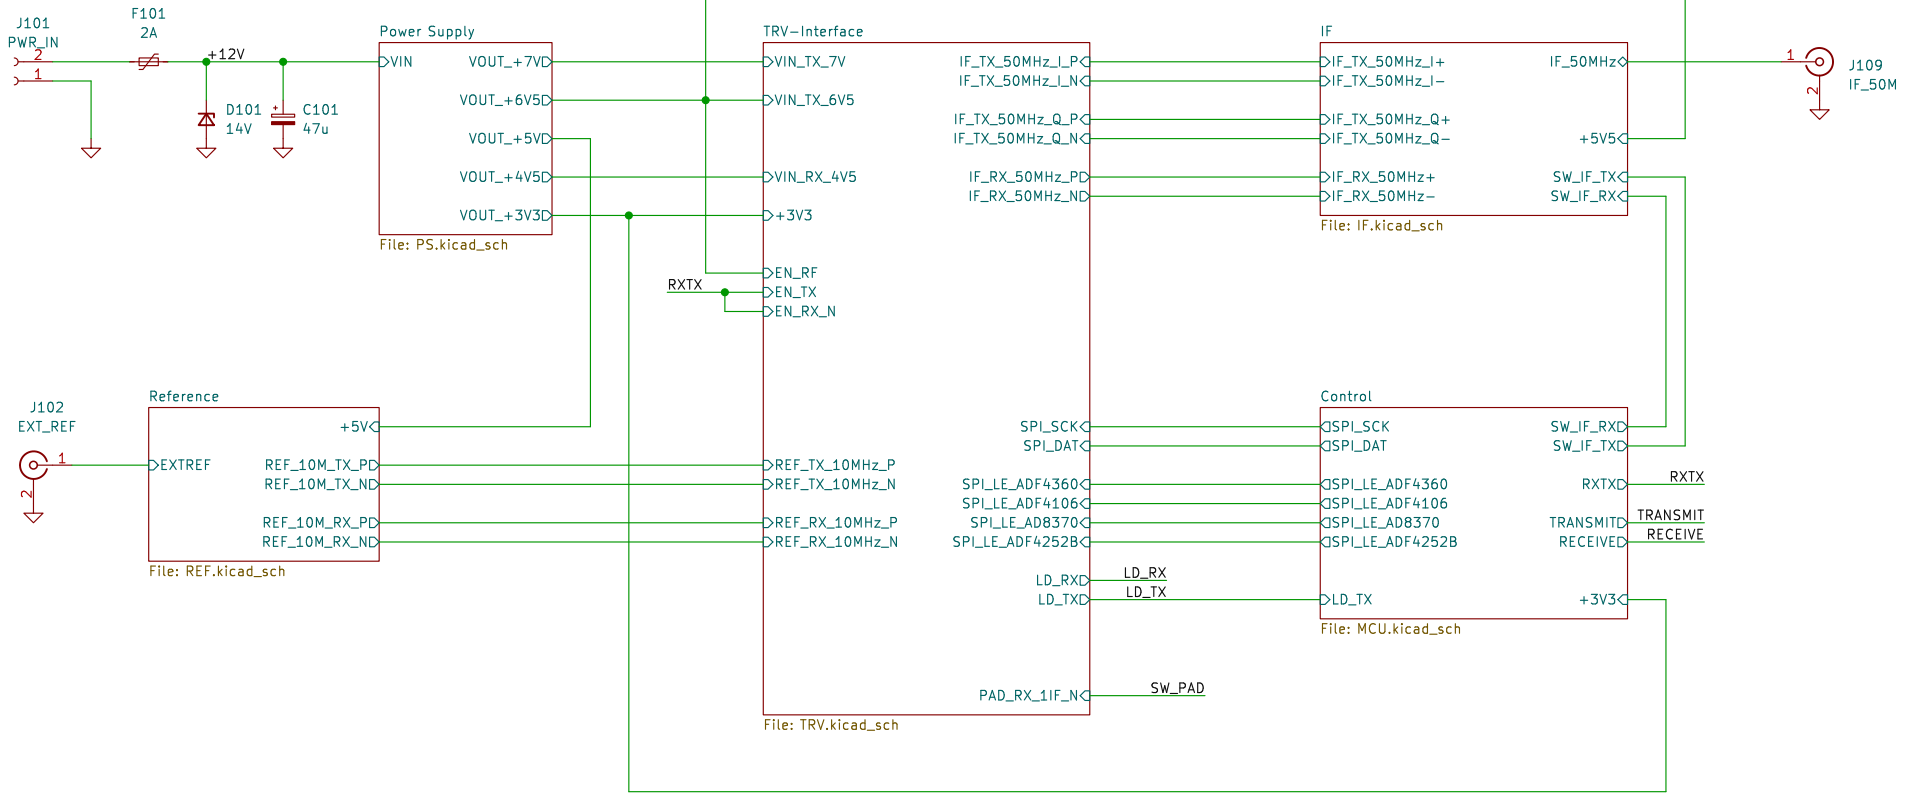 J101
PWR_IN
2
1
F101
2A
+12V
D101
14V
+
C101
47u
Power Supply
VIN
VOUT_+7V
VOUT_+6V5
VOUT_+5V
VOUT_+4V5
VOUT_+3V3
File: PS.kicad_sch
TRV-Interface
VIN_TX_7V
VIN_TX_6V5
VIN_RX_4V5
+3V3
RXTX
EN_RF
EN_TX
EN_RX_N
IF_TX_50MHz_I_P
IF_TX_50MHz_I_N
IF_TX_50MHz_Q_P
IF_TX_50MHz_Q_N
IF_RX_50MHz_P
IF_RX_50MHz_N
IF
IF_TX_50MHz_I+
IF_TX_50MHz_I-
IF_TX_50MHz_Q+
IF_TX_50MHz_Q-
IF_RX_50MHz+
IF_RX_50MHz-
IF_50MHz
+5V5
SW_IF_TX
SW_IF_RX
File: IF.kicad_sch
1
2
J109
IF_50M
J102
EXT_REF
1
2
Reference
+5V
EXTREF
REF_10M_TX_P
REF_10M_TX_N
REF_10M_RX_P
REF_10M_RX_N
File: REF.kicad_sch
REF_TX_10MHz_P
REF_TX_10MHz_N
REF_RX_10MHz_P
REF_RX_10MHz_N
SPI_SCK
SPI_DAT
SPI_LE_ADF4360
SPI_LE_ADF4106
SPI_LE_AD8370
SPI_LE_ADF4252B
LD_RX
LD_TX
LD_RX
LD_TX
PAD_RX_1IF_N
SW_PAD
File: TRV.kicad_sch
Control
SPI_SCK
SPI_DAT
SPI_LE_ADF4360
SPI_LE_ADF4106
SPI_LE_AD8370
SPI_LE_ADF4252B
LD_TX
SW_IF_RX
SW_IF_TX
RXTX
TRANSMIT
RECEIVE
+3V3
RXTX
TRANSMIT
RECEIVE
File: MCU.kicad_sch